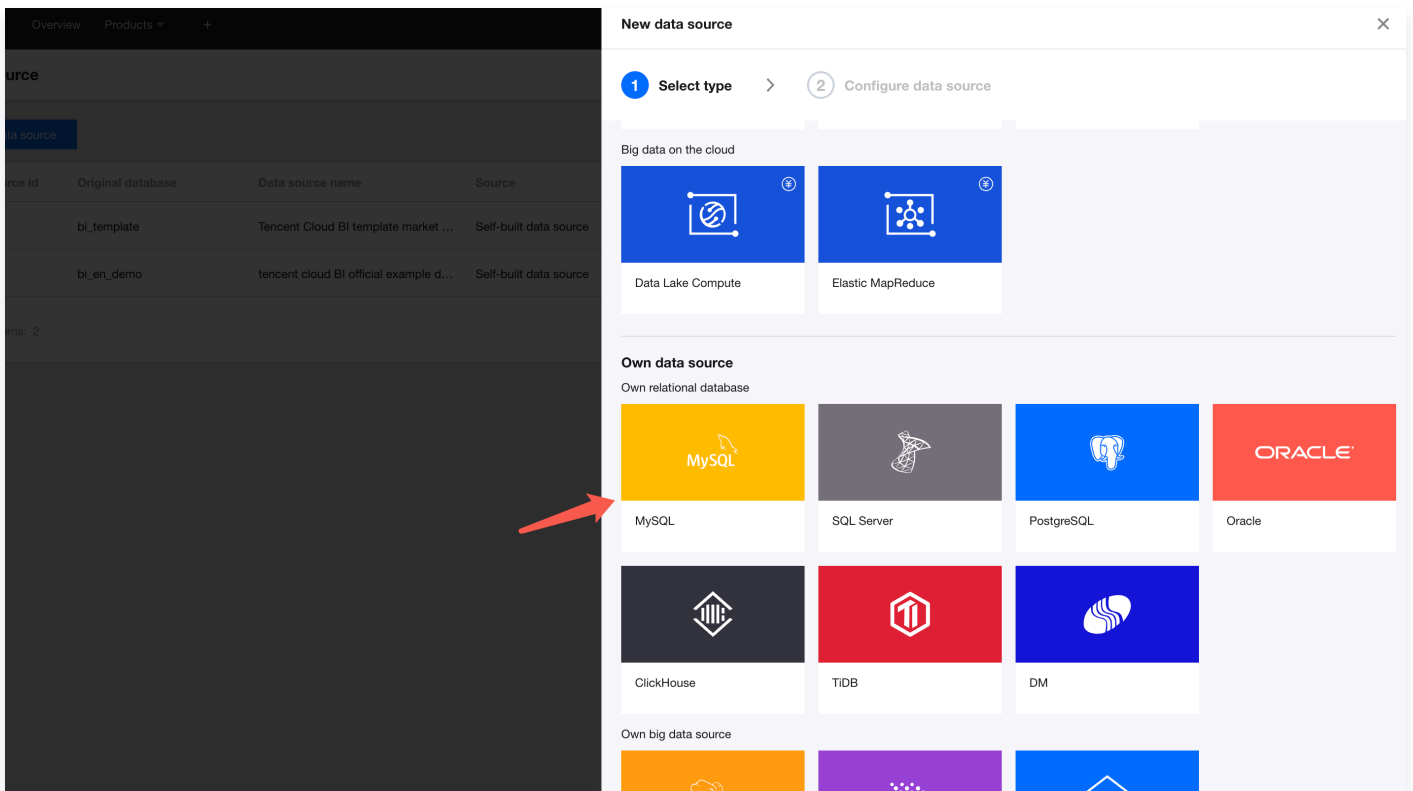 Overview Products +
New data source
urce
1 Select type 2 Configure data source
ata source
Big data on the cloud
urce id Original database Data source name Source
bi_template Tencent Cloud BI template market ... Self-built data source
bi_en_demo tencent cloud BI official example d... Self-built data source
Data Lake Compute Elastic MapReduce
ms: 2
Own data source
Own relational database
MySQL ORACLE
MySQL SQL Server PostgreSQL Oracle
ClickHouse TiDB DM
Own big data source